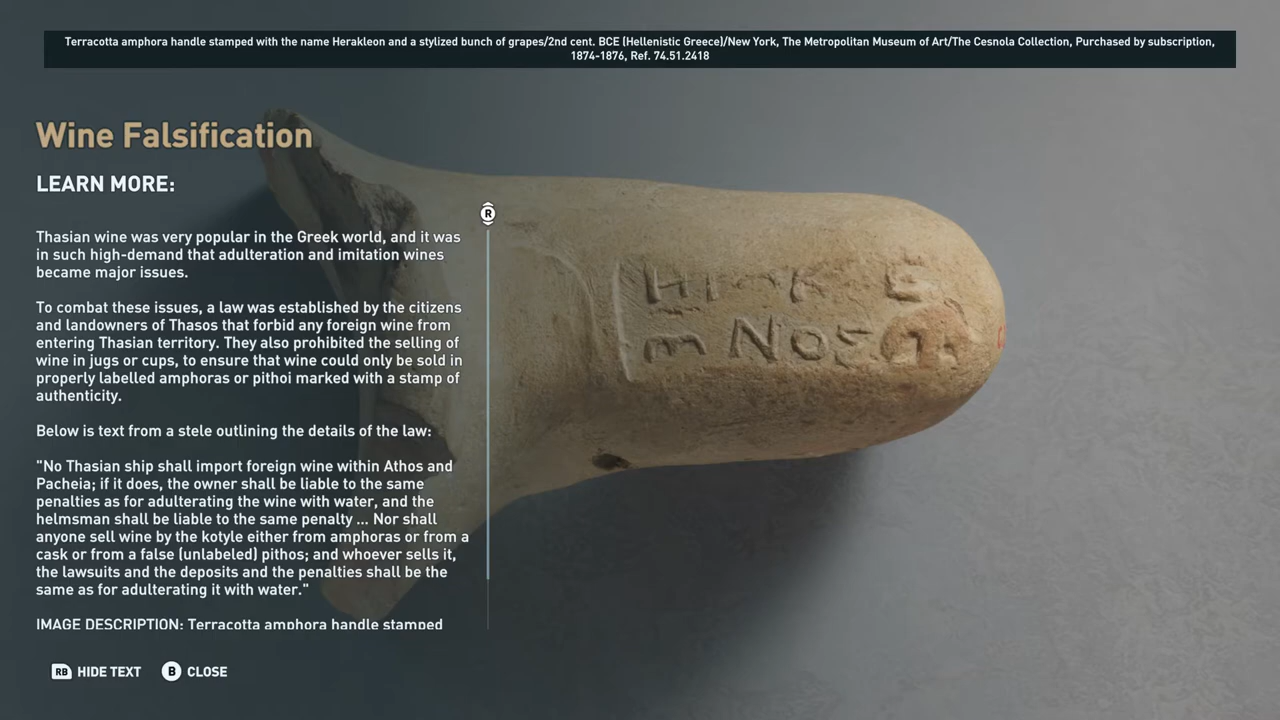 Terracotta amphora handle stamped with the name Herakleon and a stylized bunch of grapes/2nd cent. BCE (Hellenistic Greece)/New York, The Metropolitan Museum of Art/The Cesnola Collection, Purchased by subscription,
1874-1876, Ref. 74.51.2418
Wine Falsification
LEARN MORE:
R
Thasian wine was very popular in the Greek world, and it was
in such high-demand that adulteration and imitation wines
became major issues.
To combat these issues, a law was established by the citizens
and landowners of Thasos that forbid any foreign wine from
entering Thasian territory. They also prohibited the selling of
wine in jugs or cups, to ensure that wine could only be sold in
properly labelled amphoras or pithoi marked with a stamp of
authenticity.
Below is text from a stele outlining the details of the law:
"No Thasian ship shall import foreign wine within Athos and
Pacheia; if it does, the owner shall be liable to the same
penalties as for adulterating the wine with water, and the
helmsman shall be liable to the same penalty ... Nor shall
anyone sell wine by the kotyle either from amphoras or from a
cask or from a false (unlabeled) pithos; and whoever sells it,
the lawsuits and the deposits and the penalties shall be the
same as for adulterating it with water."
IMAGE DESCRIPTION: Terracotta amphora handle stamped
RB HIDE TEXT B CLOSE